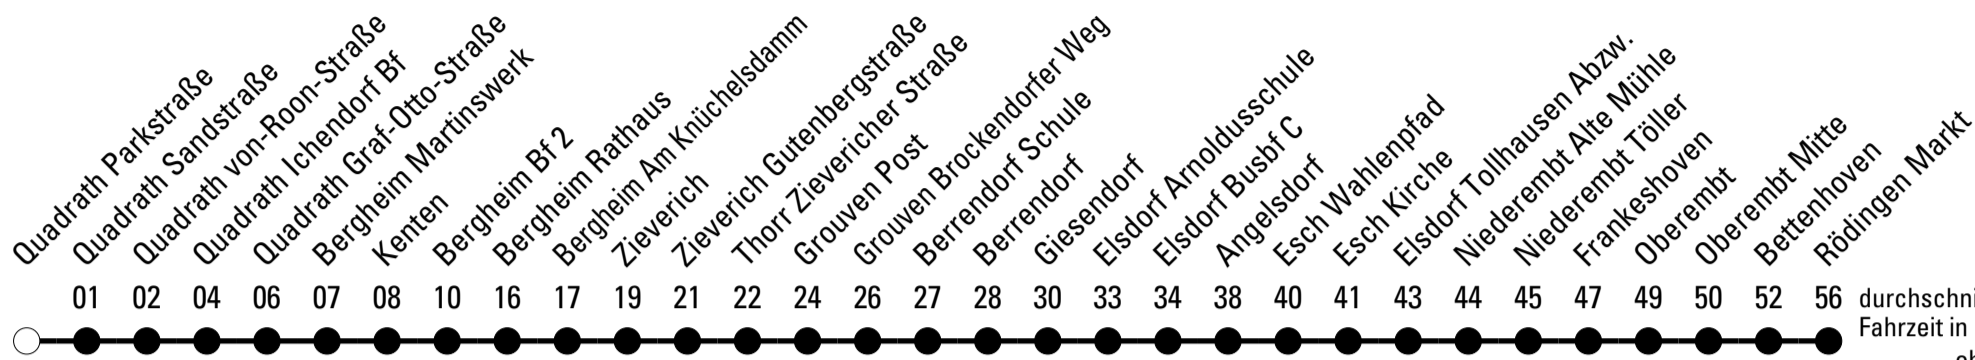 Quadrath Parkstraße
Quadrath Sandstraße
Quadrath von-Roon-Straße
Quadrath Ichendorf Bf
Quadrath Graf-Otto-Straße
Bergheim Martinswerk
Kenten
Bergheim Bf 2
Bergheim Rathaus
Bergheim Am Knüchelsdamm
Zieverich
Zieverich Gutenbergstraße
Thorr Zievericher Straße
Grouven Post
Grouven Brockendorfer Weg
Berrendorf Schule
Berrendorf
Giesendorf
Elsdorf Arnoldusschule
Elsdorf Busbf C
Angelsdorf
Esch Wahlenpfad
Esch Kirche
Elsdorf Tollhausen Abzw.
Niederembt Alte Mühle
Niederembt Töller
Frankeshoven
Oberembt
Oberembt Mitte
Bettenhoven
Rödingen Markt
01 02 04 06 07 08 10 16 17 19 21 22 24 26 27 28 30 33 34 38 40 41 43 44 45 47 49 50 52 56 durchschni
Fahrzeit in